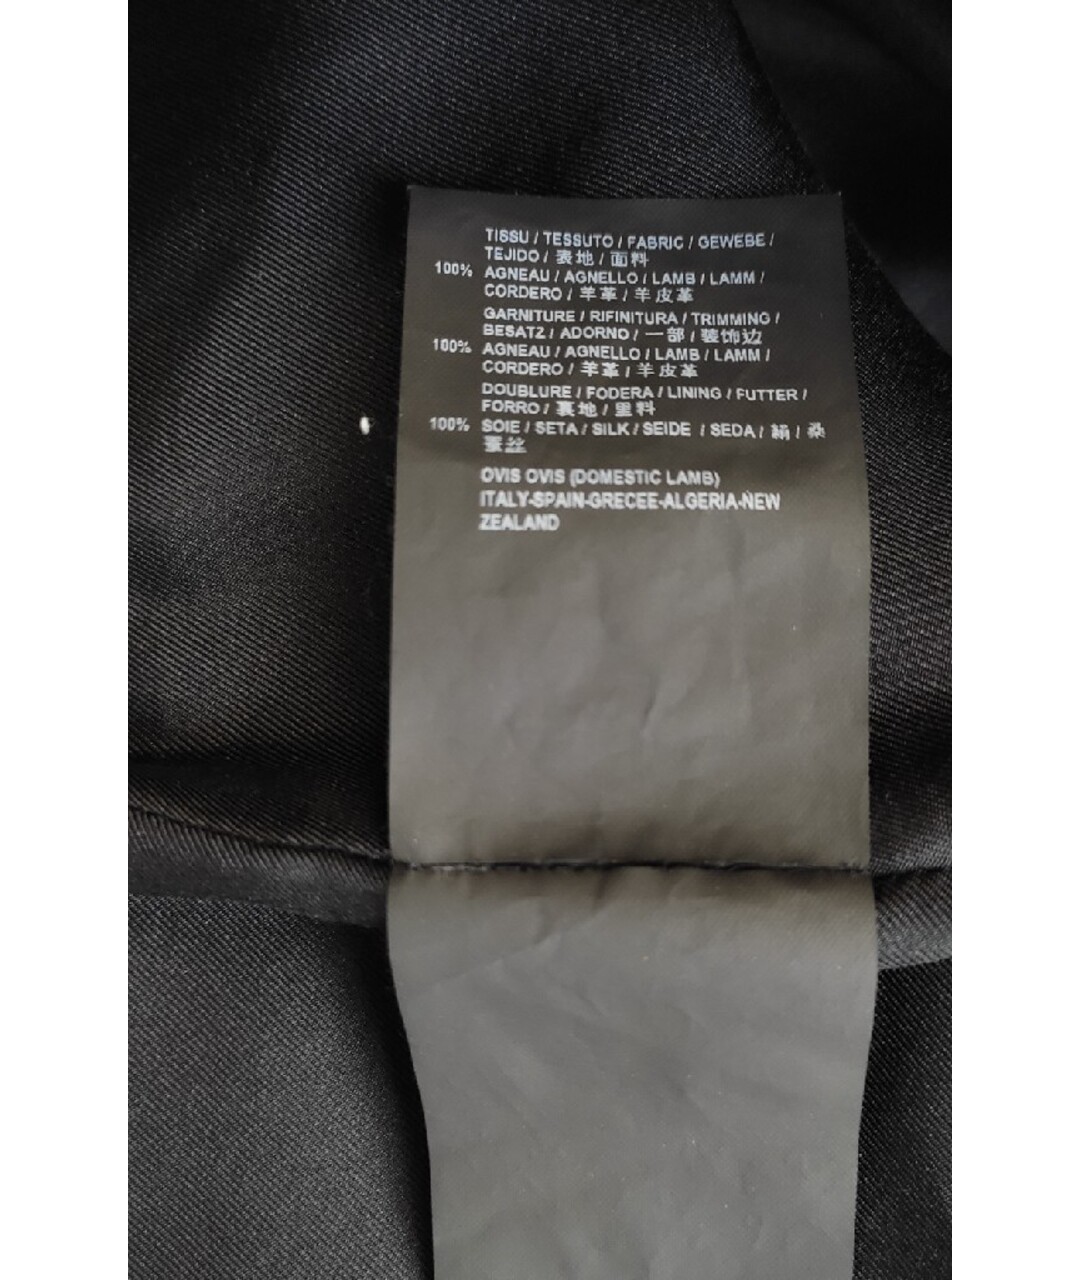 TISSU / TESSUTO / FABRIC / GEWEBE /
TEJIDO / 表地 / 面料
100% AGNEAU / AGNELLO / LAMB / LAMM /
CORDERO / 羊革 / 羊皮革
GARNITURE / RIFINITURA / TRIMMING /
BESATZ / ADORNO / 一部 / 装饰边
100% AGNEAU / AGNELLO / LAMB / LAMM /
CORDERO / 羊革 / 羊皮革
DOUBLURE / FODERA / LINING / FUTTER /
FORRO / 裏地 / 里料
100% SOIE / SETA / SILK / SEIDE / SEDA / 絹 / 桑
蚕丝
OVIS OVIS (DOMESTIC LAMB)
ITALY-SPAIN-GRECEE-ALGERIA-NEW
ZEALAND